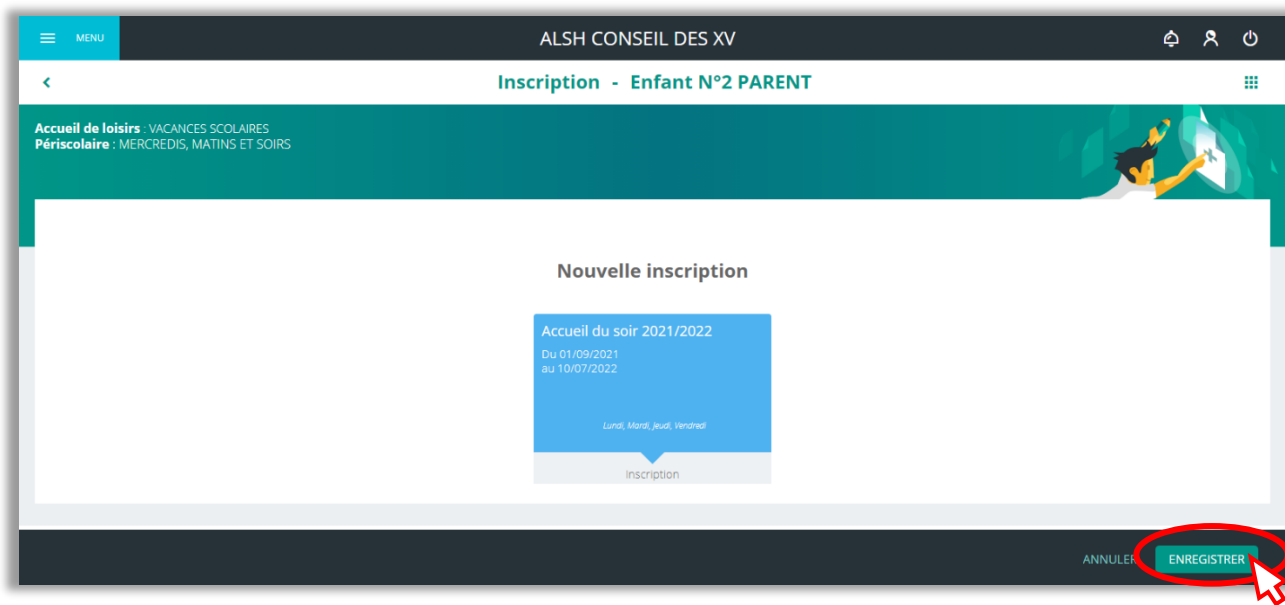 MENU
ALSH CONSEIL DES XV
Inscription - Enfant N°2 PARENT
Accueil de loisirs : VACANCES SCOLAIRES
Périscolaire : MERCREDIS, MATINS ET SOIRS
Nouvelle inscription
Accueil du soir 2021/2022
Du 01/09/2021
au 10/07/2022
Lundi, Mardi, Jeudi, Vendredi
Inscription
ANNULER ENREGISTRER